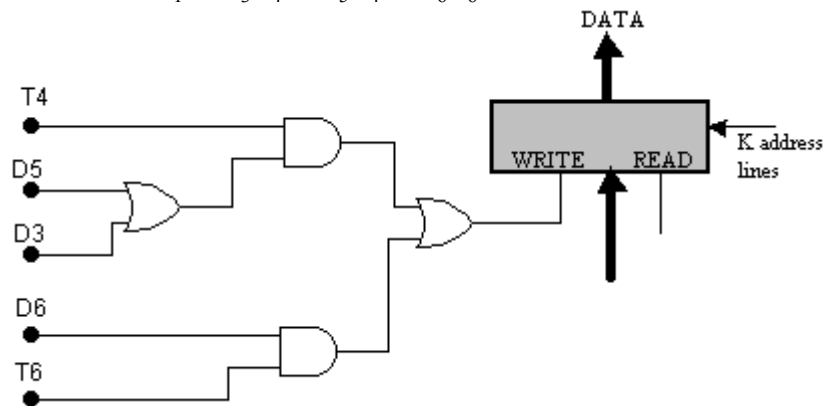 DATA
T4
D5
D3
D6
T6
WRITE READ
K address
lines